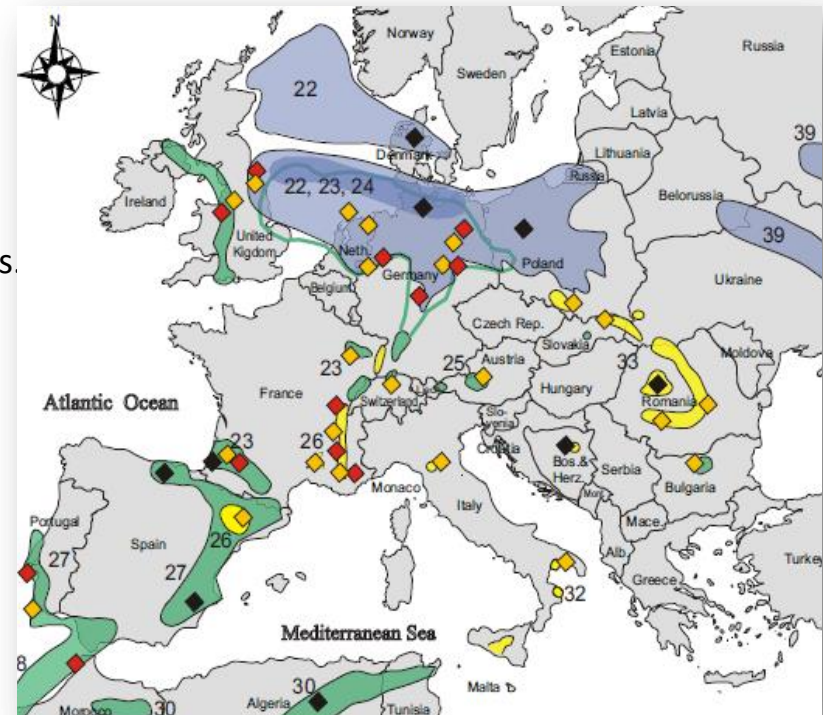 N
Norway
Sweden
Estonia
Russia
Latvia
Lithuania
Russia
Belorussia
39
39
Ukraine
22
Denmark
22, 23, 24
Ireland
United
Kigdom
Neth.
Belgium
Germany
Poland
s.
Czech Rep.
Slovakia
Moldova
23
France
25
Austria
Hungary
33
Romania
Switzerland
Slo-
venia
Croatia
Atlantic Ocean
23
26
Bos.&
Herz.
Serbia
Mon.
Bulgaria
Monaco
Italy
Mace.
Alb.
Greece
Turkey
Portugal
27
Spain
26
27
32
Mediterranean Sea
8
Malta
Morocco
30
Algeria
30
Tunisia